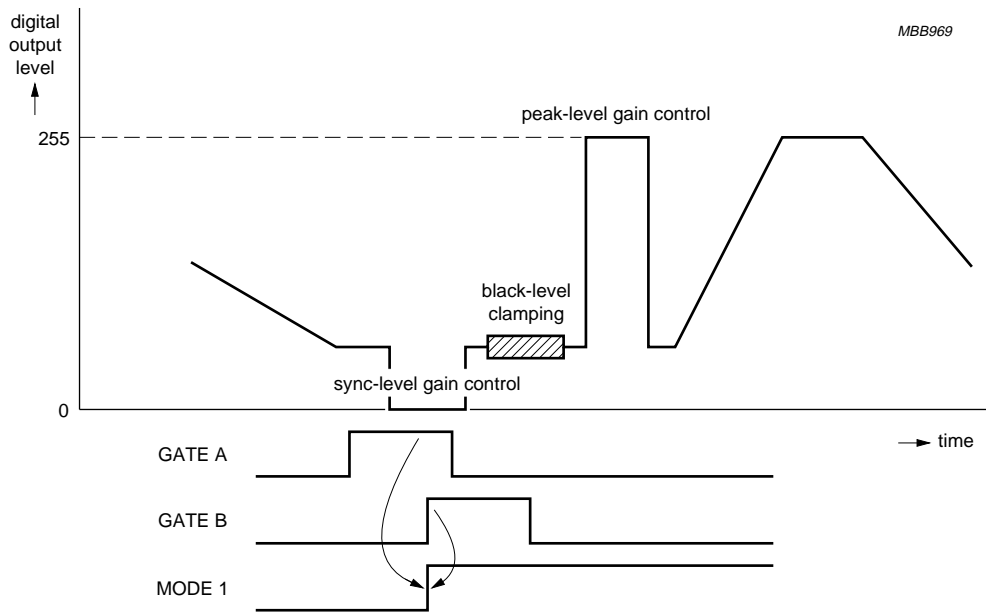 digital
output
level
MBB969
peak-level gain control
255
black-level
clamping
sync-level gain control
0
time
GATE A
GATE B
MODE 1